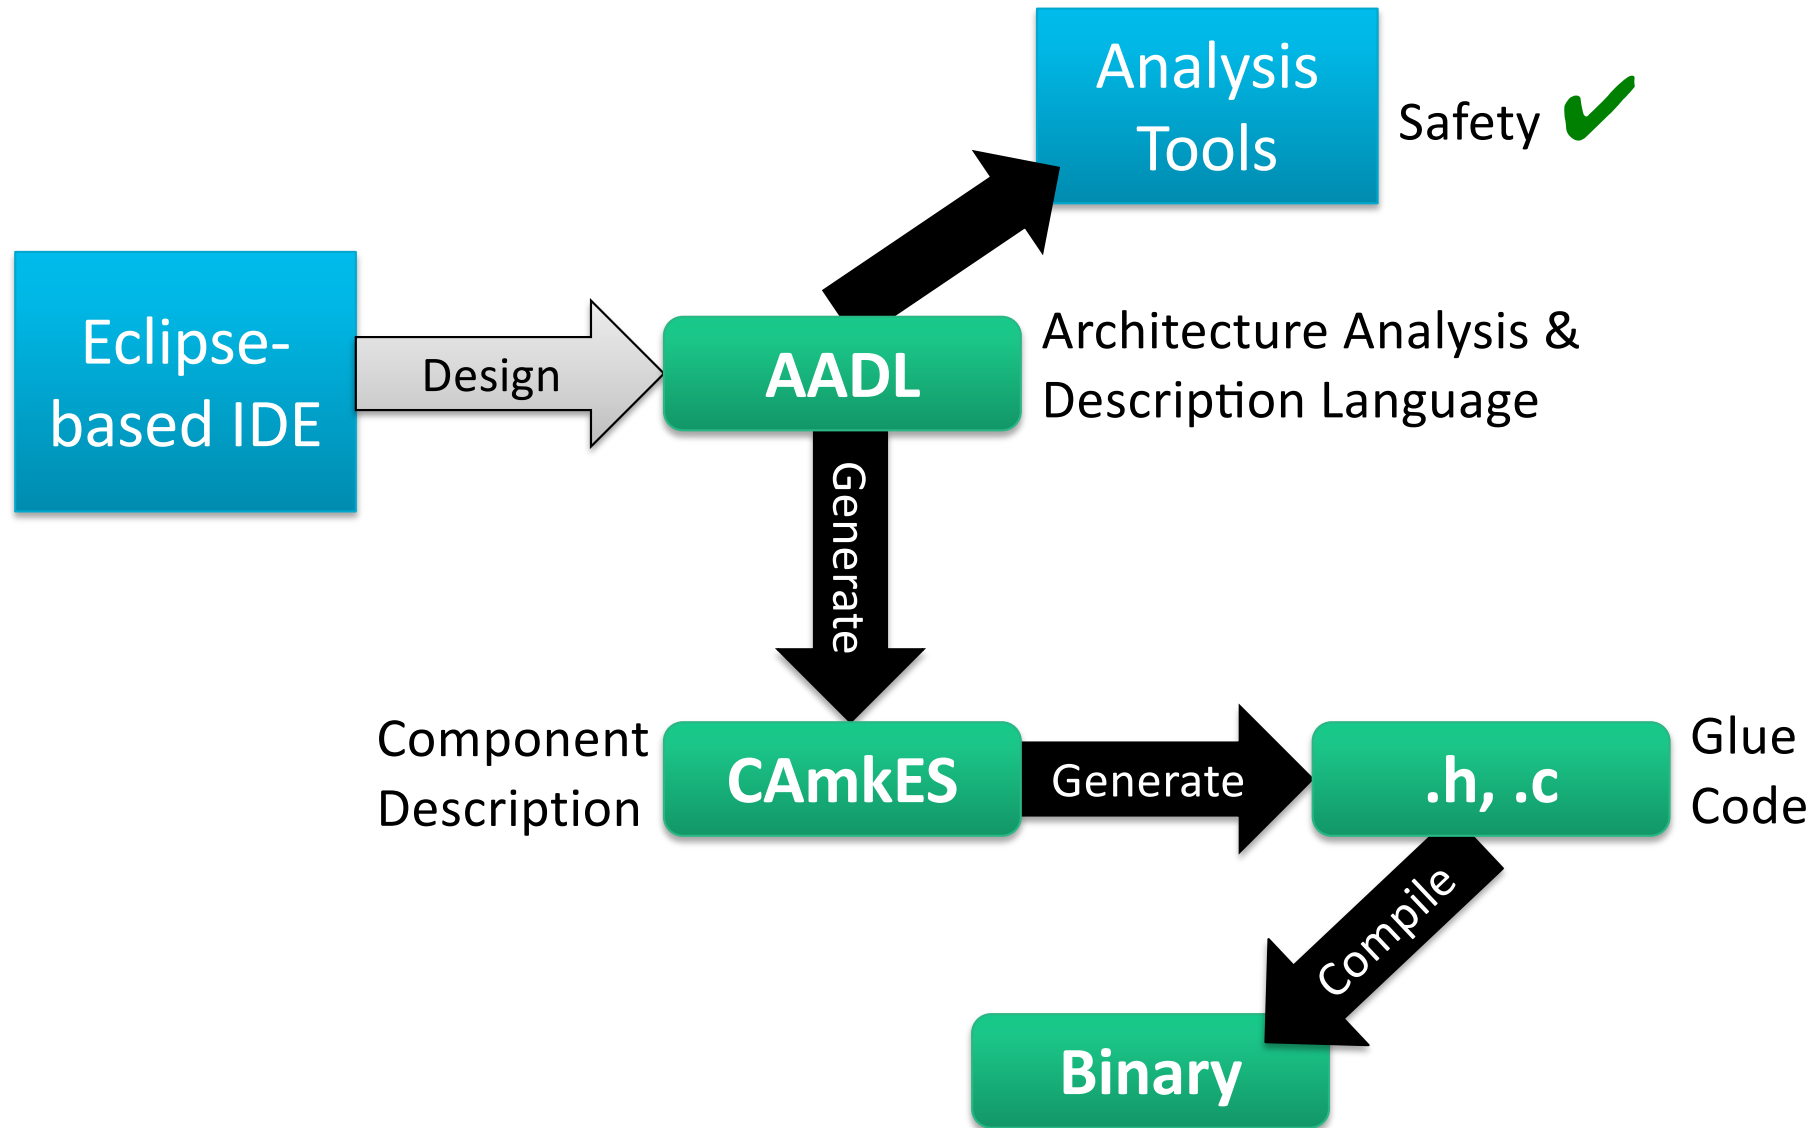 Analysis
Tools
Safety
Eclipse-
based IDE
Design
AADL
Architecture Analysis &
Description Language
Generate
Component
Description
CAmkES
Generate
.h, .c
Glue
Code
Compile
Binary